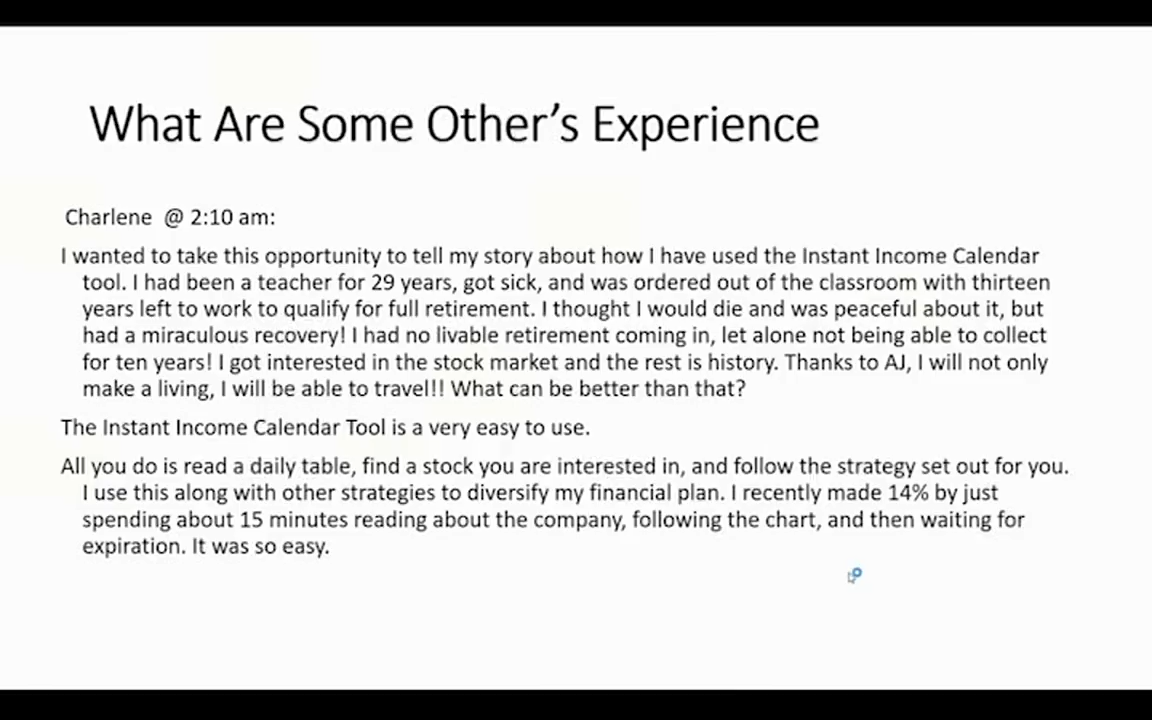 What Are Some Other's Experience
Charlene @ 2:10 am:
I wanted to take this opportunity to tell my story about how I have used the Instant Income Calendar
tool. I had been a teacher for 29 years, got sick, and was ordered out of the classroom with thirteen
years left to work to qualify for full retirement. I thought I would die and was peaceful about it, but
had a miraculous recovery! I had no livable retirement coming in, let alone not being able to collect
for ten years! I got interested in the stock market and the rest is history. Thanks to AJ, I will not only
make a living, I will be able to travel!! What can be better than that?
The Instant Income Calendar Tool is a very easy to use.
All you do is read a daily table, find a stock you are interested in, and follow the strategy set out for you.
I use this along with other strategies to diversify my financial plan. I recently made 14% by just
spending about 15 minutes reading about the company, following the chart, and then waiting for
expiration. It was so easy.